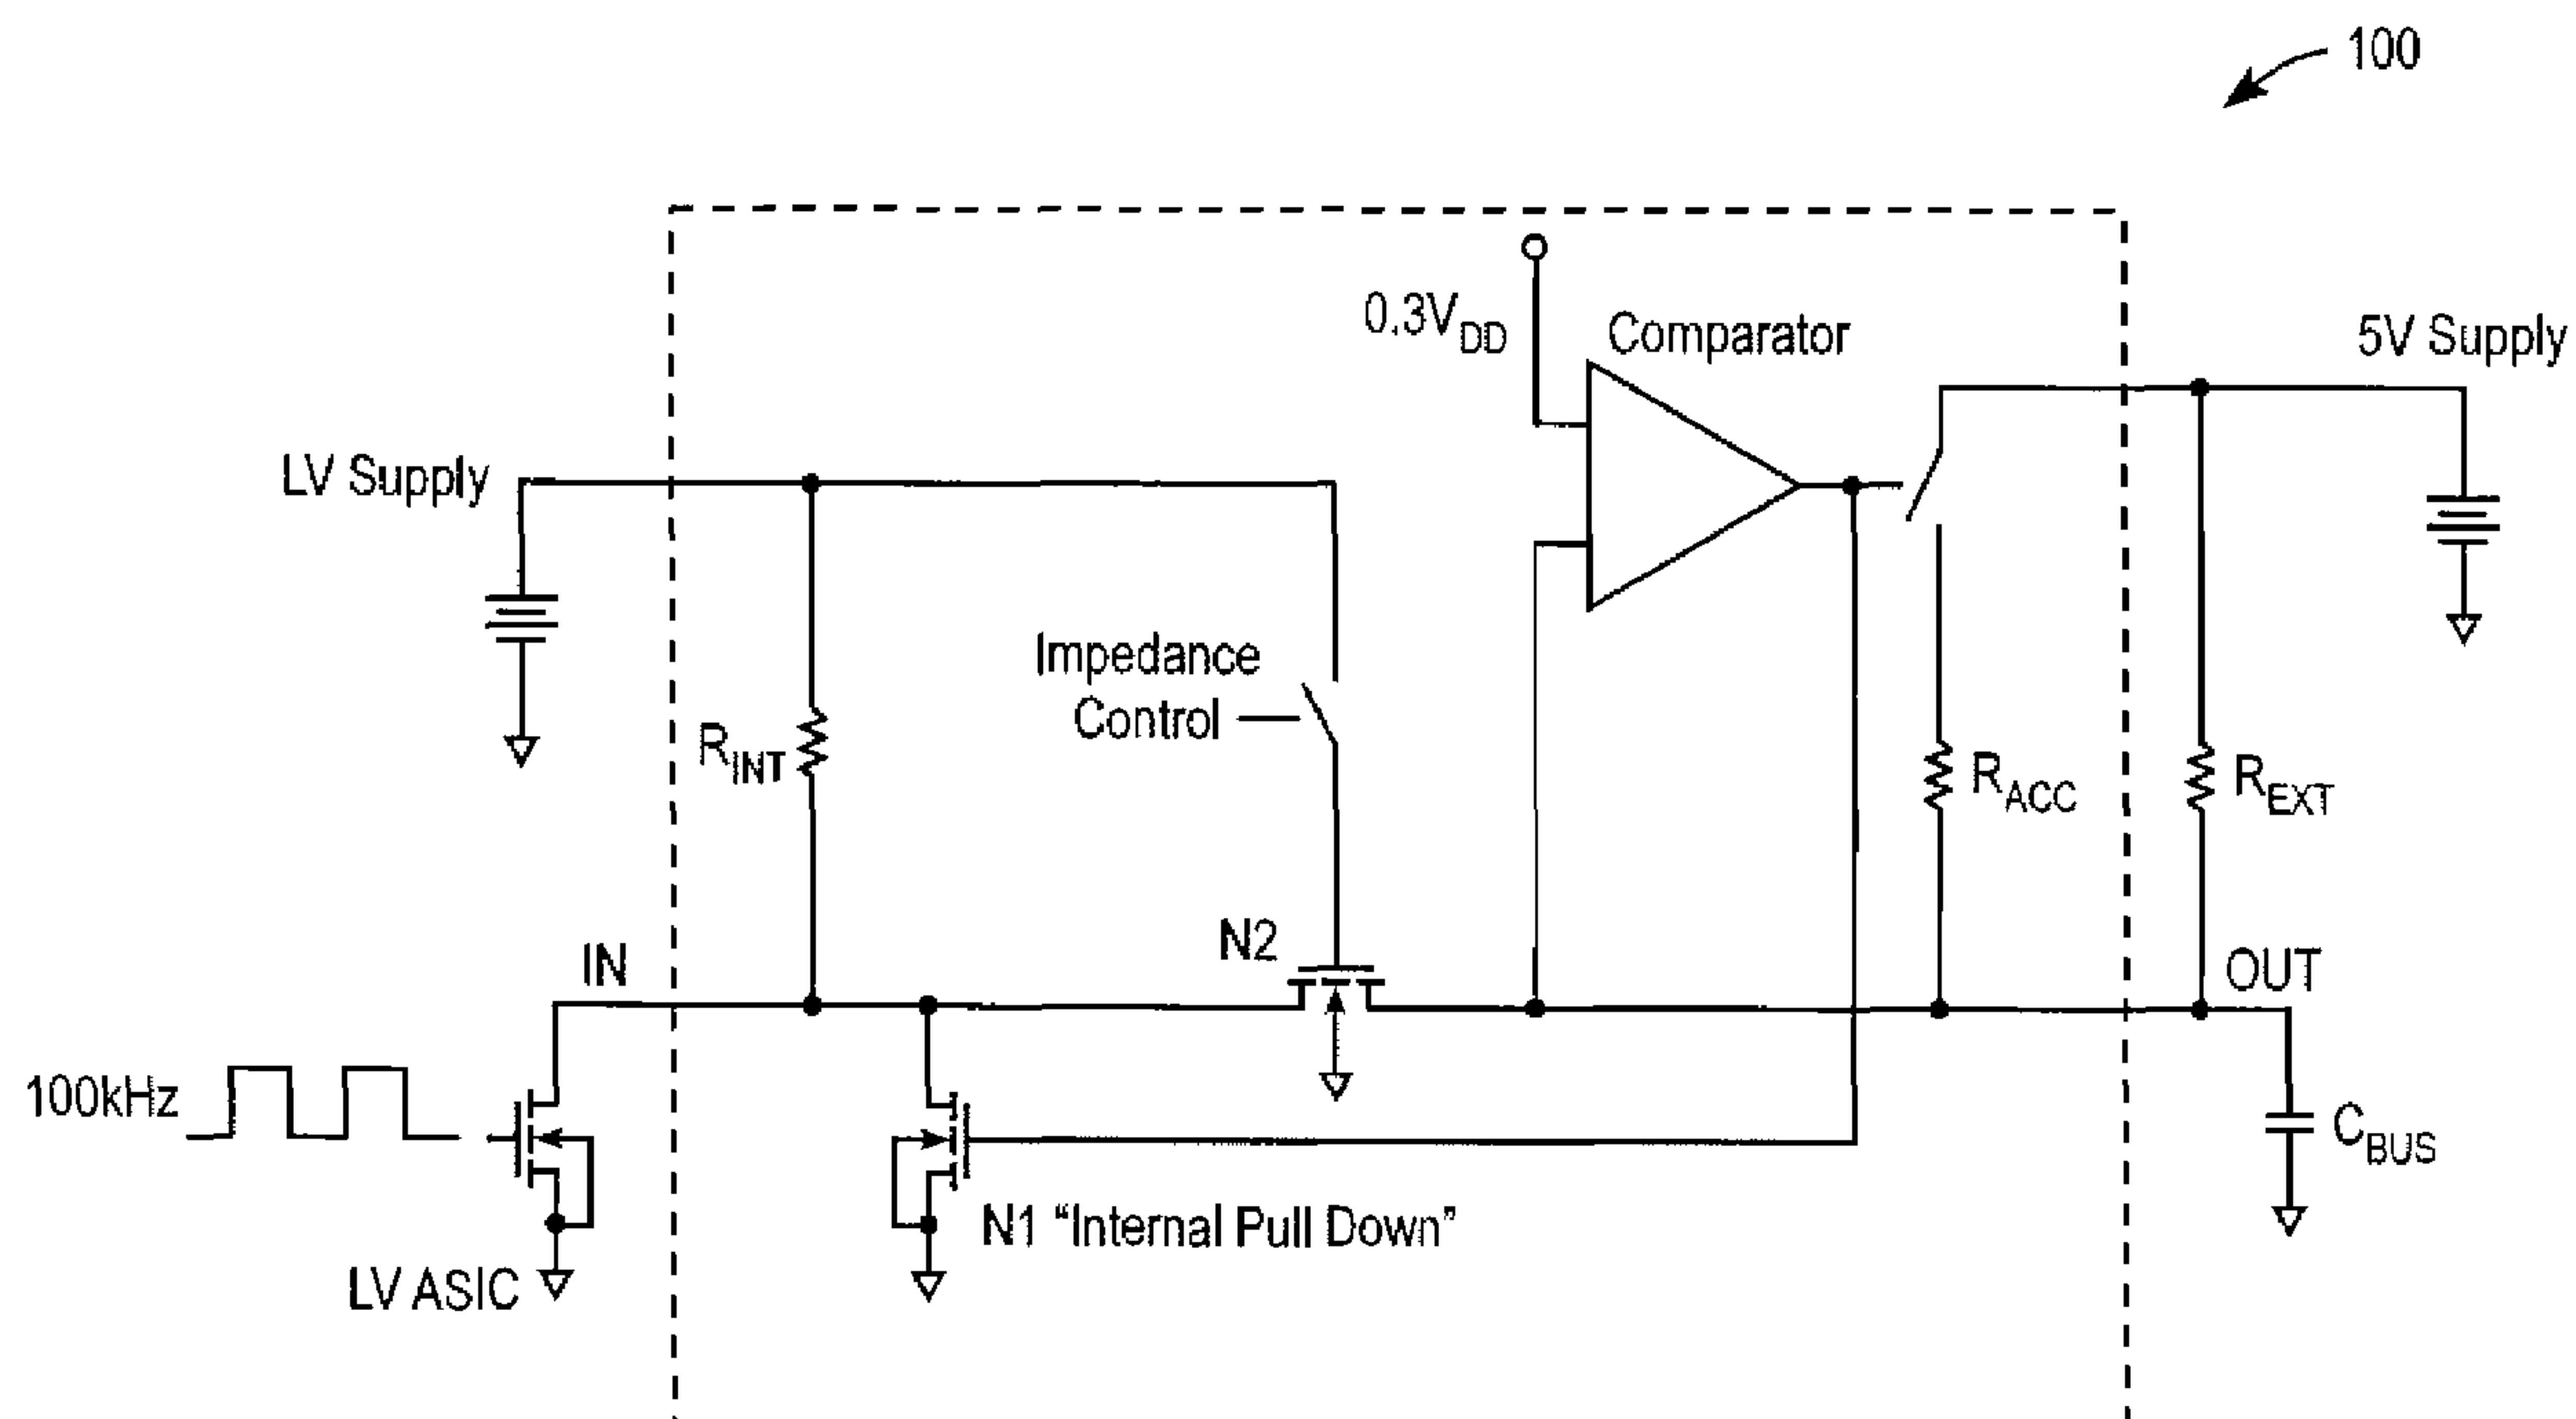 100
0.3VDD
Comparator
5V Supply
LV Supply
Impedance
Control
RINT
RACC
REXT
N2
IN
OUT
100kHz
CBUS
N1 “Internal Pull Down”
LV ASIC